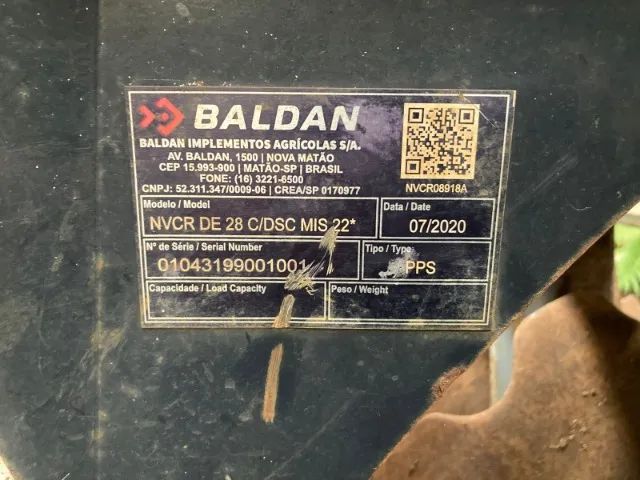 BALDAN
BALDAN IMPLEMENTOS AGRÍCOLAS S/A.
AV. BALDAN, 1500 | NOVA MATÃO
CEP 15.993-900 | MATÃO-SP | BRASIL
FONE: (16) 3221-6500
CNPJ: 52.311.347/0009-06 | CREA/SP 0170977
NVCR08918A
Modelo / Model
NVCR DE 28 C/DSC MIS 22*
Data / Date
07/2020
N° de Série / Serial Number
01043199001001
Tipo / Type
Capacidade / Load Capacity
Peso / Weight